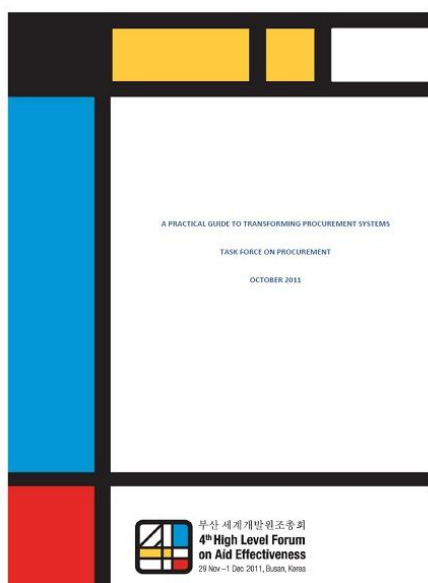 A PRACTICAL GUIDE TO TRANSFORMING PROCUREMENT SYSTEMS
TASK FORCE ON PROCUREMENT
OCTOBER 2011
부산 세계개발원조총회
4th High Level Forum
on Aid Effectiveness
29 Nov – 1 Dec 2011, Busan, Korea